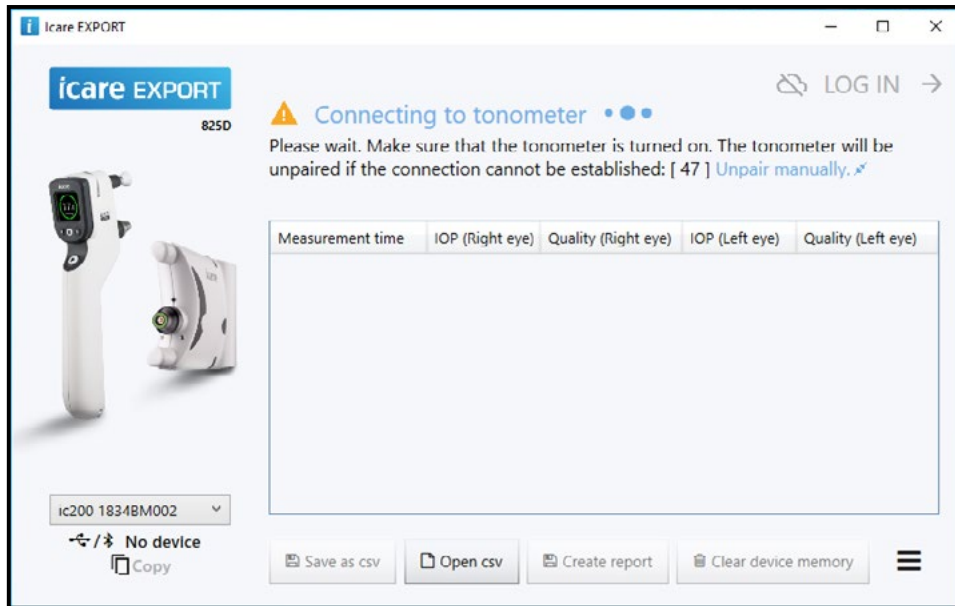 Icare EXPORT
icare EXPORT
825D
LOG IN
Connecting to tonometer
Please wait. Make sure that the tonometer is turned on. The tonometer will be
unpaired if the connection cannot be established: [ 47 ] Unpair manually.
Measurement time IOP (Right eye) Quality (Right eye) IOP (Left eye) Quality (Left eye)
ic200 1834BM002
/ No device
Copy
Save as csv Open csv Create report Clear device memory